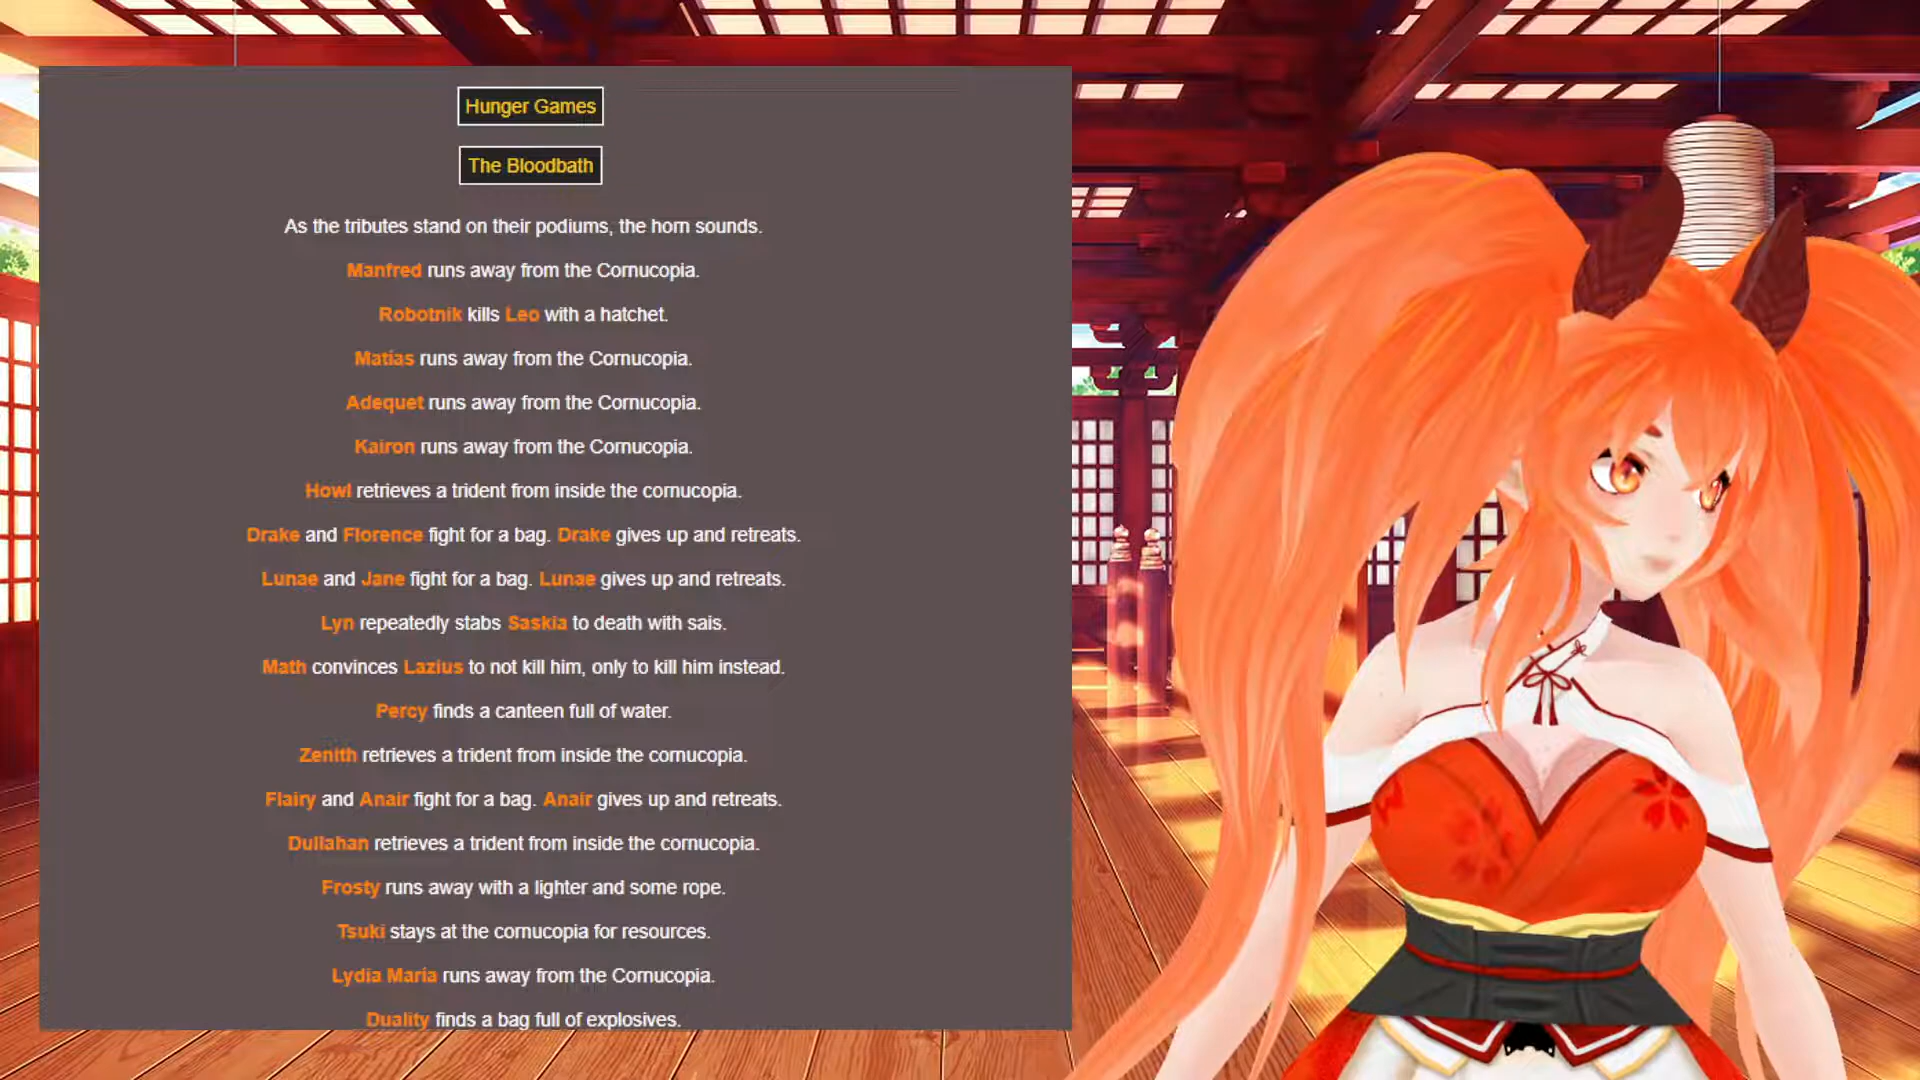 Hunger Games
The Bloodbath
As the tributes stand on their podiums, the horn sounds.
Manfred runs away from the Cornucopia.
Robotnik kills Leo with a hatchet.
Matias runs away from the Cornucopia.
Adequet runs away from the Cornucopia.
Kairon runs away from the Cornucopia.
Howl retrieves a trident from inside the cornucopia.
Drake and Florence fight for a bag. Drake gives up and retreats.
Lunae and Jane fight for a bag. Lunae gives up and retreats.
Lyn repeatedly stabs Saskia to death with sais.
Math convinces Lazius to not kill him, only to kill him instead.
Percy finds a canteen full of water.
Zenith retrieves a trident from inside the cornucopia.
Flairy and Anair fight for a bag. Anair gives up and retreats.
Dullahan retrieves a trident from inside the cornucopia.
Frosty runs away with a lighter and some rope.
Tsuki stays at the cornucopia for resources.
Lydia Maria runs away from the Cornucopia.
Duality finds a bag full of explosives.